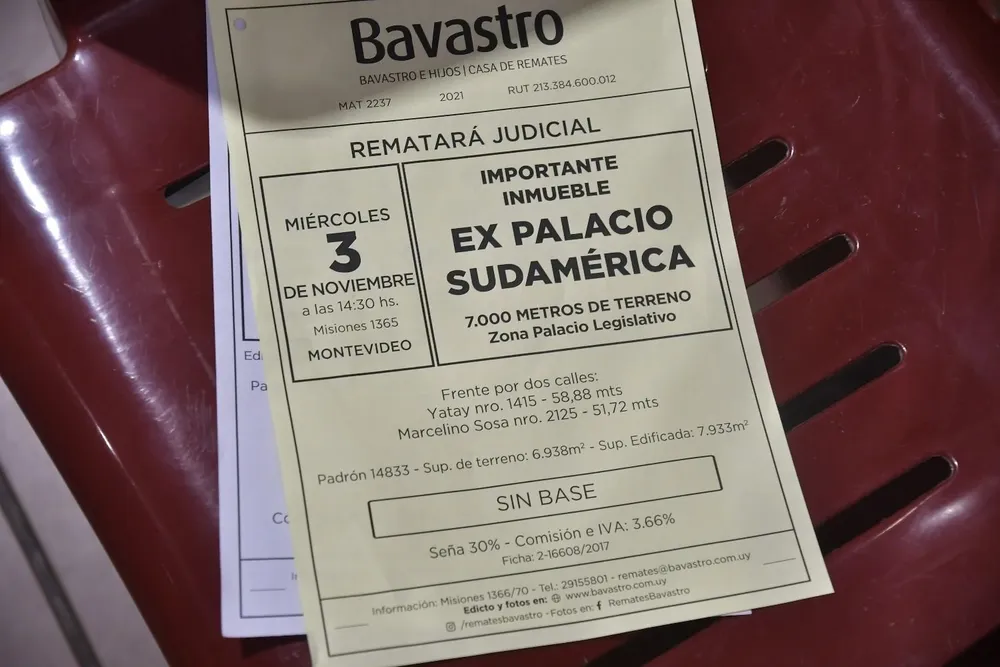 Bavastro
BAVASTRO E HIJOS | CASA DE REMATES
MAT 2237 2021 RUT 213.384.600.012
REMATARÁ JUDICIAL
MIÉRCOLES
3
DE NOVIEMBRE
a las 14:30 hs.
Misiones 1365
MONTEVIDEO
IMPORTANTE
INMUEBLE
EX PALACIO
SUDAMÉRICA
7.000 METROS DE TERRENO
Zona Palacio Legislativo
Frente por dos calles:
Yatay nro. 1415 - 58,88 mts
Marcelino Sosa nro. 2125 - 51,72 mts
Padrón 14833 - Sup. de terreno: 6.938m² - Sup. Edificada: 7.933m²
SIN BASE
Seña 30% - Comisión e IVA: 3.66%
Ficha: 2-16608/2017
Información: Misiones 1366/70 - Tel.: 29155801 - remates@bavastro.com.uy
Edicto y fotos en: www.bavastro.com.uy
/rematesbavastro - Fotos en: f RematesBavastro
Edi
Pa